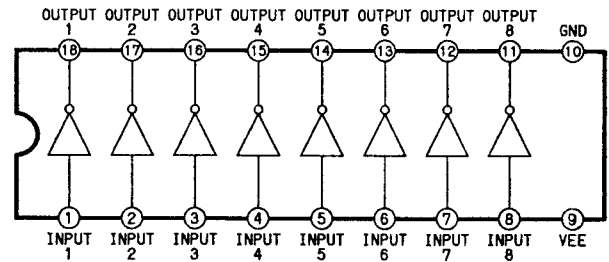 OUTPUT OUTPUT OUTPUT OUTPUT OUTPUT OUTPUT OUTPUT OUTPUT
1 2 3 4 5 6 7 8 GND
18 17 16 15 14 13 12 11 10
1 2 3 4 5 6 7 8 9
INPUT INPUT INPUT INPUT INPUT INPUT INPUT INPUT VEE
1 2 3 4 5 6 7 8